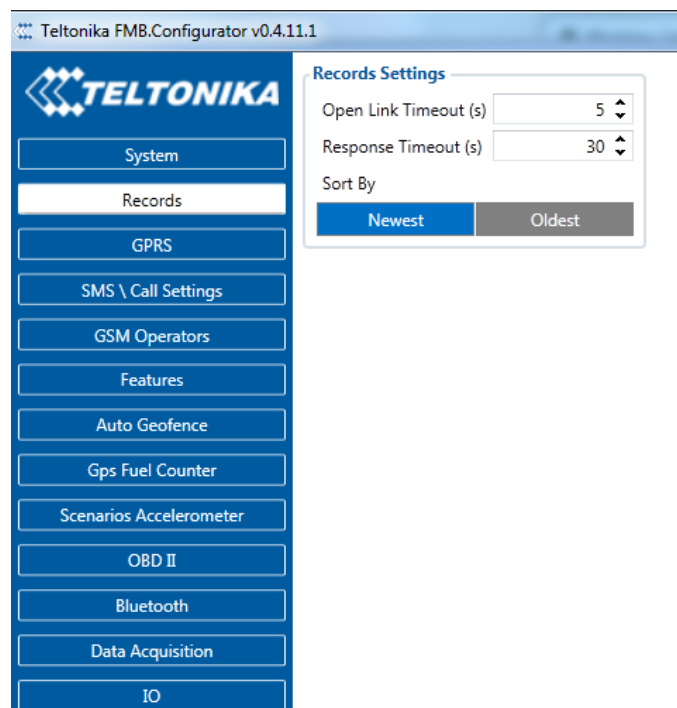 Teltonika FMB.Configurator v0.4.11.1
TELTONIKA
System
Records
GPRS
SMS \ Call Settings
GSM Operators
Features
Auto Geofence
Gps Fuel Counter
Scenarios Accelerometer
OBD II
Bluetooth
Data Acquisition
IO
Records Settings
Open Link Timeout (s) 5
Response Timeout (s) 30
Sort By
Newest Oldest